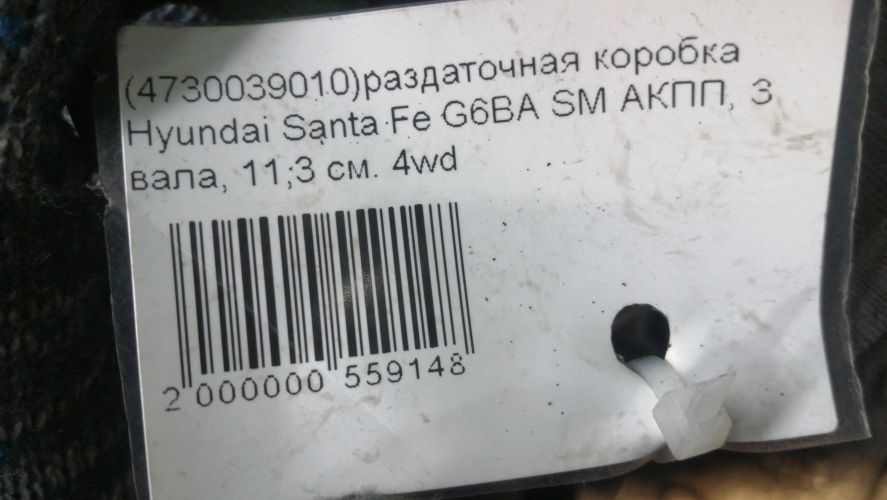 (4730039010)раздаточная коробка
Hyundai Santa Fe G6BA SM АКПП, 3
вала, 11,3 см. 4wd
2 000000 559148